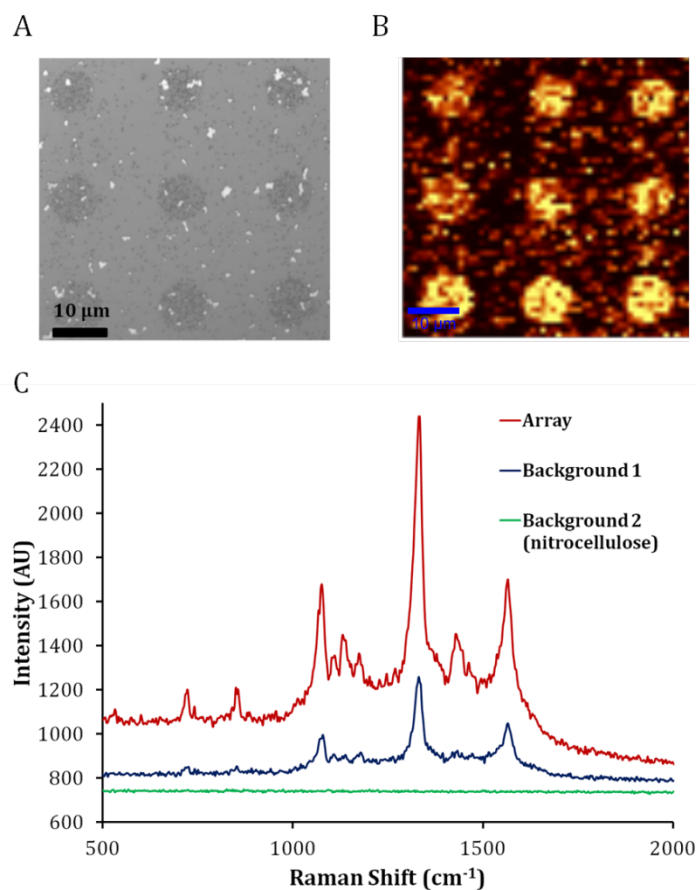 A
B
10 µm
10 µm
C
2400
2200
2000
1800
1600
1400
1200
1000
800
600
Intensity (AU)
Array
Background 1
Background 2
(nitrocellulose)
500
1000
1500
2000
Raman Shift (cm⁻¹)